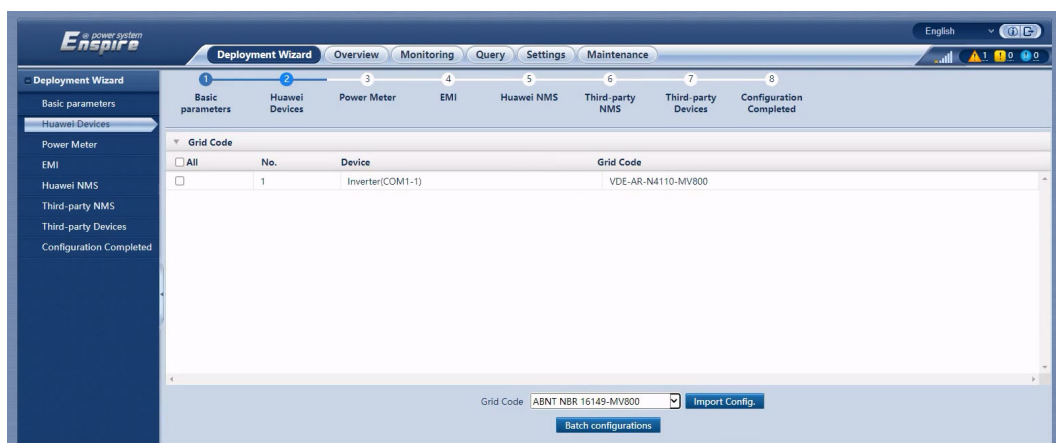 Enspire
e power system
English
Deployment Wizard
Overview
Monitoring
Query
Settings
Maintenance
1
0
0
Deployment Wizard
Basic parameters
Huawei Devices
Power Meter
EMI
Huawei NMS
Third-party NMS
Third-party Devices
Configuration Completed
1
2
3
4
5
6
7
8
Basic
parameters
Huawei
Devices
Power Meter
EMI
Huawei NMS
Third-party
NMS
Third-party
Devices
Configuration
Completed
Grid Code
All No. Device Grid Code
1 Inverter(COM1-1) VDE-AR-N4110-MV800
Grid Code ABNT NBR 16149-MV800 Import Config.
Batch configurations